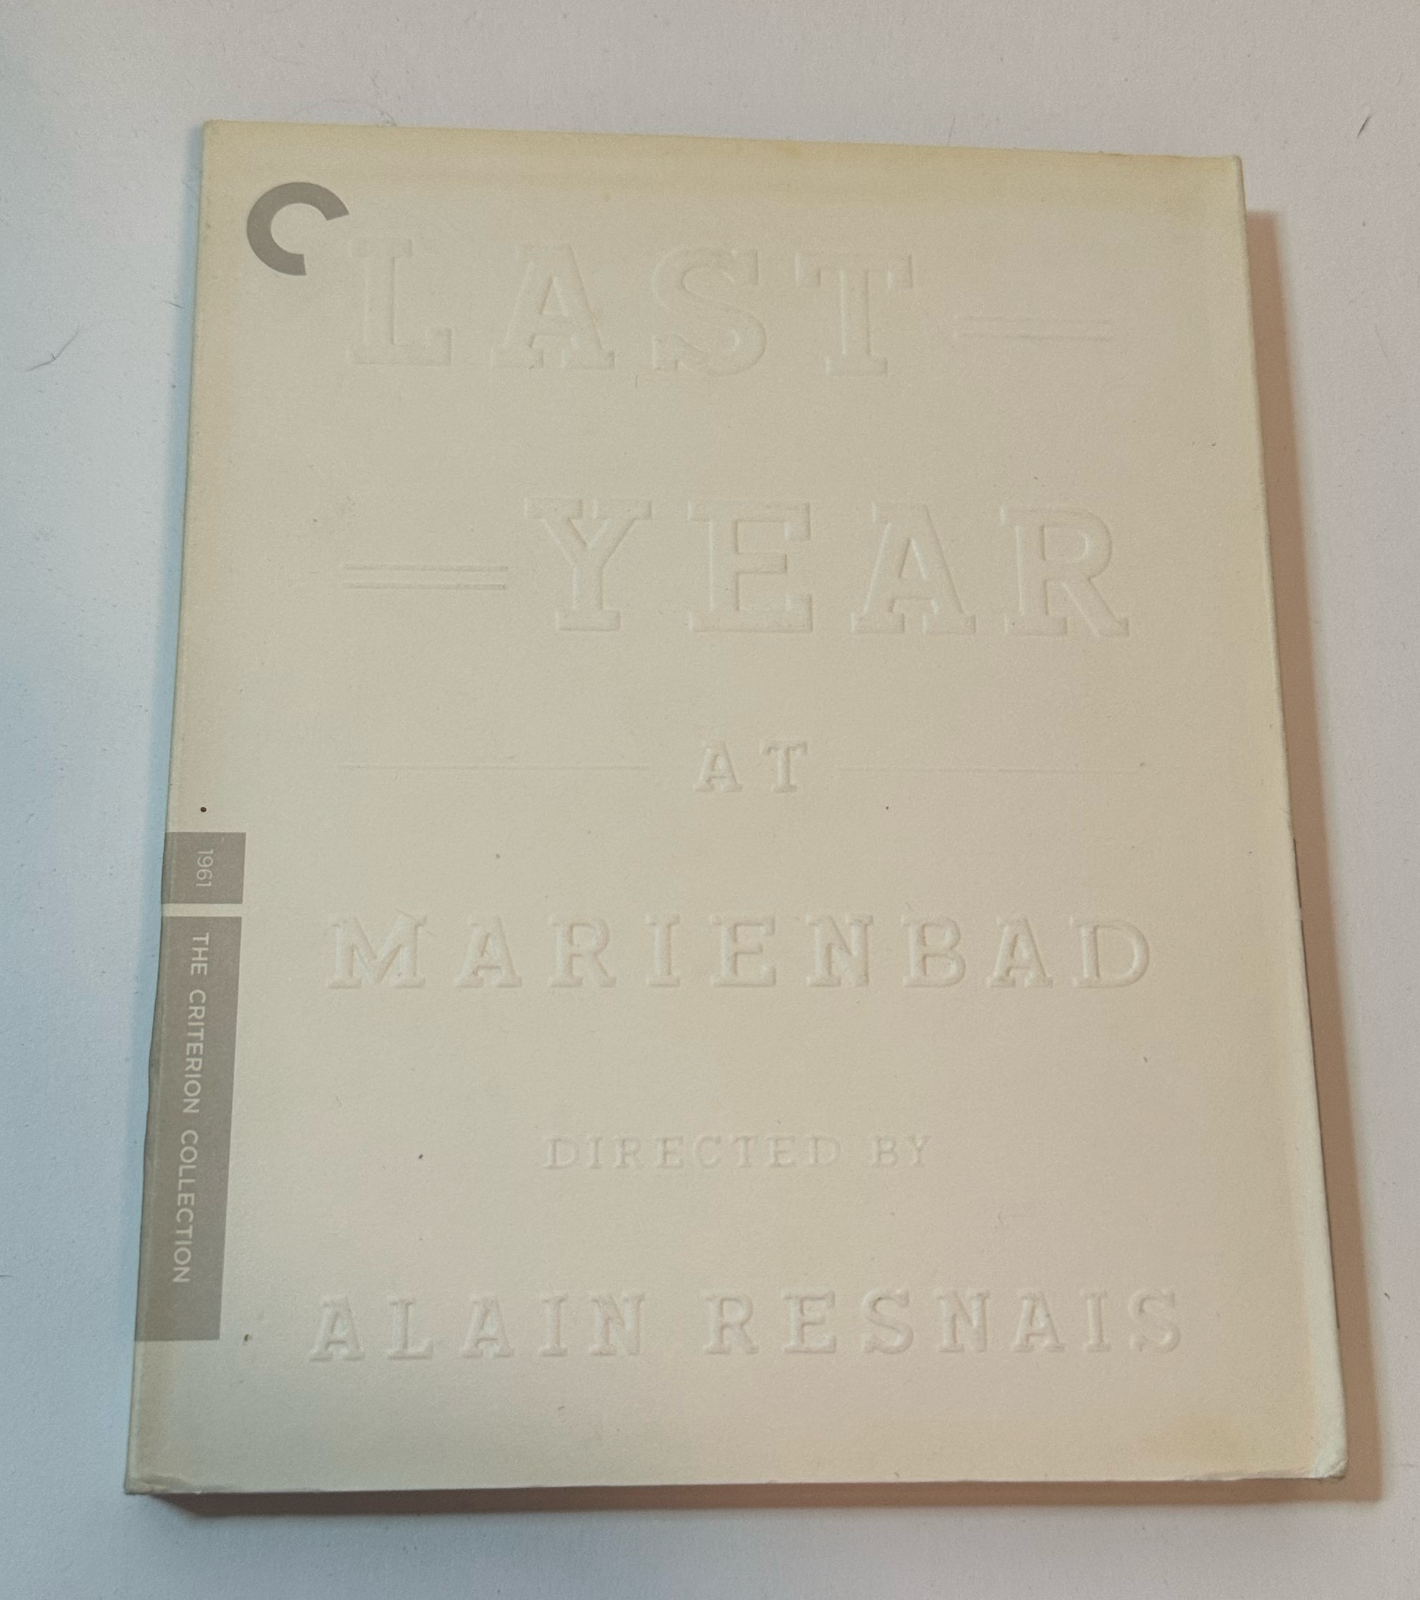 LAST
YEAR
AT
MARIENBAD
DIRECTED BY
ALAIN RESNAIS
1961
THE CRITERION COLLECTION